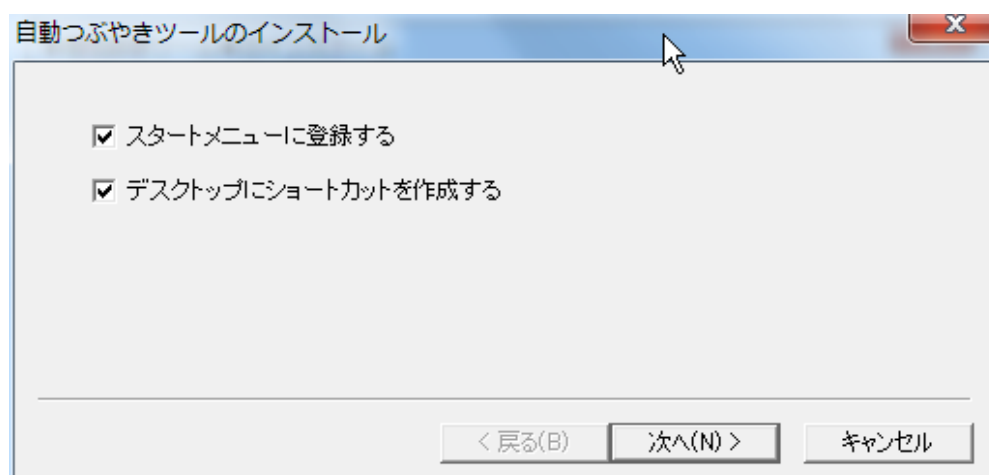 自動つぶやきツールのインストール
スタートメニューに登録する
デスクトップにショートカットを作成する
< 戻る(B)
次へ(N) >
キャンセル